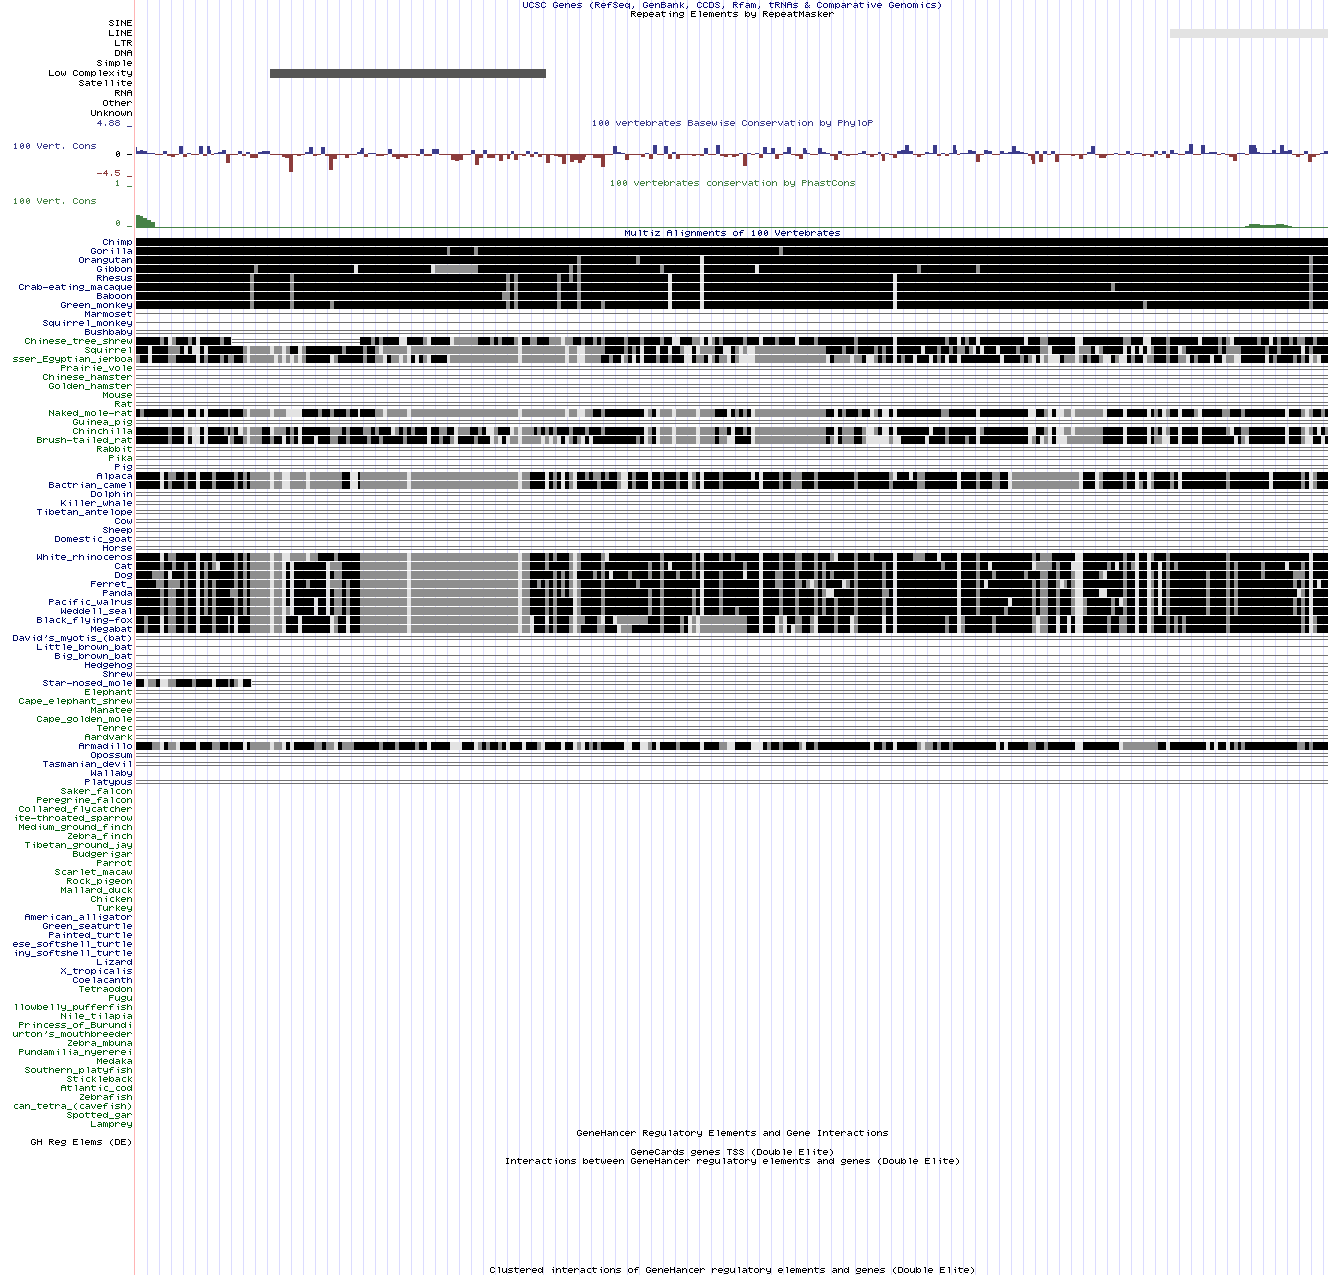 UCSC Genes (RefSeq, GenBank, CCDS, Rfam, tRNAs & Comparative Genomics)
Repeating Elements by RepeatMasker
SINE
LINE
LTR
DNA
Simple
Low Complexity
Satellite
RNA
Other
Unknown
4.88 _
100 vertebrates Basewise Conservation by PhyloP
100 Vert. Cons
0 -
-4.5 _
1 _
100 vertebrates conservation by PhastCons
100 Vert. Cons
0 _
Multiz Alignments of 100 Vertebrates
Chimp
Gorilla
Orangutan
Gibbon
Rhesus
Crab-eating_macaque
Baboon
Green_monkey
Marmoset
Squirrel_monkey
Bushbaby
Chinese_tree_shrew
Squirrel
sser_Egyptian_jerboa
Prairie_vole
Chinese_hamster
Golden_hamster
Mouse
Rat
Naked_mole-rat
Guinea_pig
Chinchilla
Brush-tailed_rat
Rabbit
Pika
Pig
Alpaca
Bactrian_camel
Dolphin
Killer_whale
Tibetan_antelope
Cow
Sheep
Domestic_goat
Horse
White_rhinoceros
Cat
Dog
Ferret_
Panda
Pacific_walrus
Weddell_seal
Black_flying-fox
Megabat
David's_myotis_(bat)
Little_brown_bat
Big_brown_bat
Hedgehog
Shrew
Star-nosed_mole
Elephant
Cape_elephant_shrew
Manatee
Cape_golden_mole
Tenrec
Aardvark
Armadillo
Opossum
Tasmanian_devil
Wallaby
Platypus
Saker_falcon
Peregrine_falcon
Collared_flycatcher
ite-throated_sparrow
Medium_ground_finch
Zebra_finch
Tibetan_ground_jay
Budgerigar
Parrot
Scarlet_macaw
Rock_pigeon
Mallard_duck
Chicken
Turkey
American_alligator
Green_seaturtle
Painted_turtle
ese_softshell_turtle
iny_softshell_turtle
Lizard
X_tropicalis
Coelacanth
Tetraodon
Fugu
llowbelly_pufferfish
Nile_tilapia
Princess_of_Burundi
urton's_mouthbreeder
Zebra_mbuna
Pundamilia_nyererei
Medaka
Southern_platyfish
Stickleback
Atlantic_cod
Zebrafish
can_tetra_(cavefish)
Spotted_gar
Lamprey
GeneHancer Regulatory Elements and Gene Interactions
GH Reg Elems (DE)
GeneCards genes TSS (Double Elite)
Interactions between GeneHancer regulatory elements and genes (Double Elite)
Clustered interactions of GeneHancer regulatory elements and genes (Double Elite)